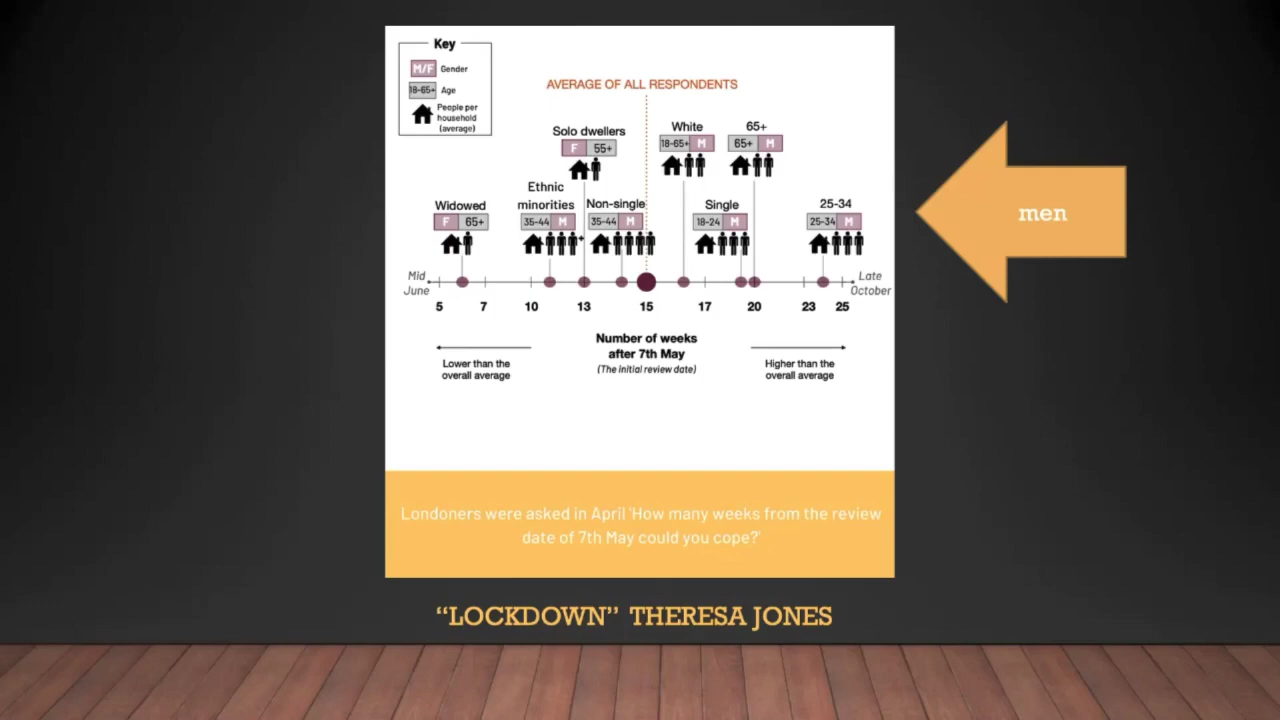 Key
M/F Gender
18-65+ Age
People per
household
(average)
AVERAGE OF ALL RESPONDENTS
Solo dwellers
F 55+
White
18-65+ M
65+
65+ M
Widowed
F 65+
Ethnic
minorities
35-44 M
+
Non-single
35-44 M
Single
18-24 M
25-34
25-34 M
Mid
June
Late
October
5 7 10 13 15 17 20 23 25
Number of weeks
after 7th May
(The initial review date)
Lower than the
overall average
Higher than the
overall average
men
Londoners were asked in April 'How many weeks from the review
date of 7th May could you cope?'
“LOCKDOWN” THERESA JONES